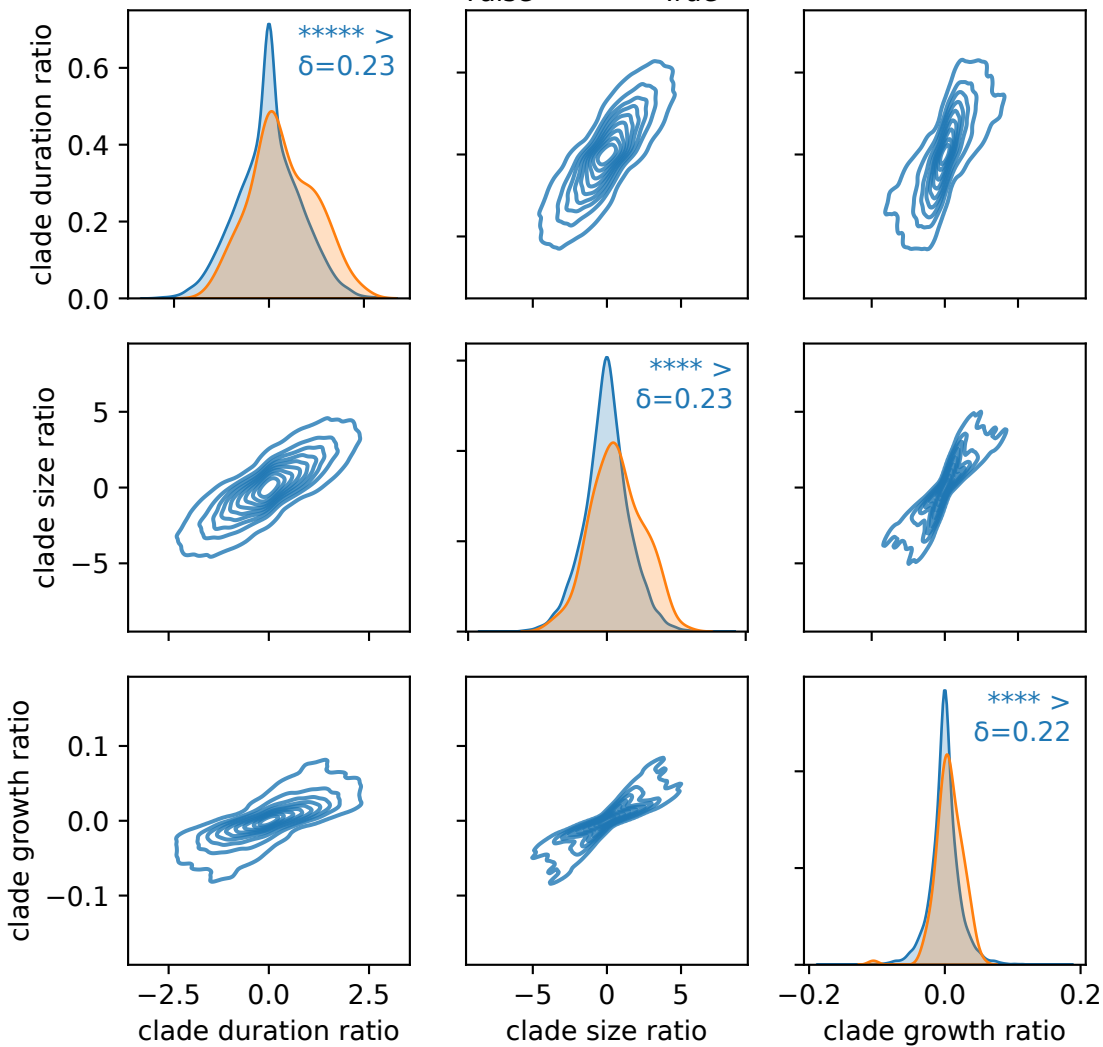 clade duration ratio
0.6
0.4
0.2
0.0
***** >
δ=0.23
clade size ratio
5
0
−5
**** >
δ=0.23
clade growth ratio
0.1
0.0
−0.1
**** >
δ=0.22
−2.5 0.0 2.5
−5 0 5
−0.2 0.0 0.2
clade duration ratio
clade size ratio
clade growth ratio